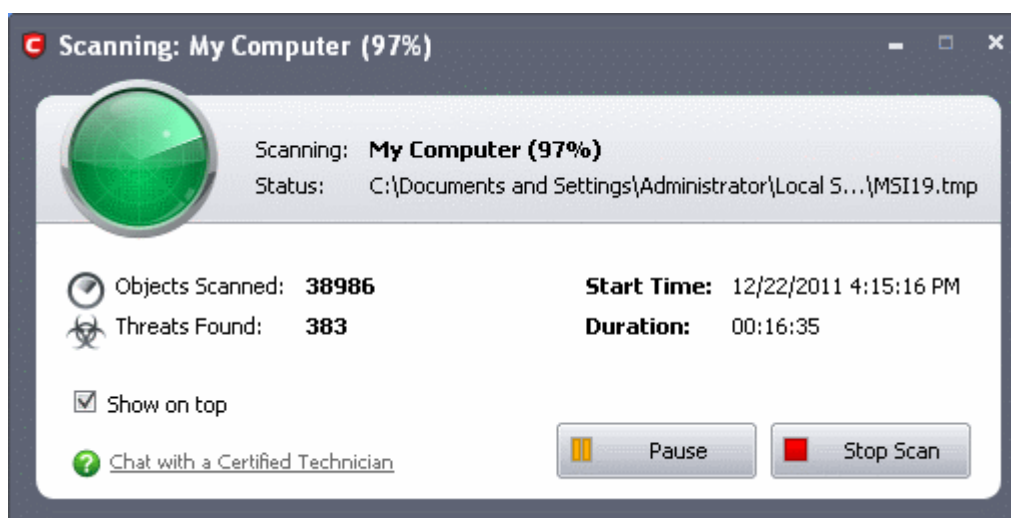 Scanning: My Computer (97%)
Scanning: My Computer (97%)
Status: C:\Documents and Settings\Administrator\Local S...\MSI19.tmp
Objects Scanned: 38986
Start Time: 12/22/2011 4:15:16 PM
Threats Found: 383
Duration: 00:16:35
Show on top
Chat with a Certified Technician
Pause
Stop Scan